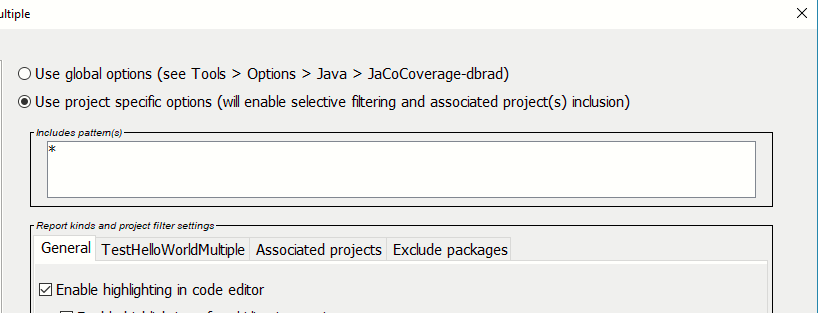 ultiple
Use global options (see Tools > Options > Java > JaCoCoverage-dbrad)
Use project specific options (will enable selective filtering and associated project(s) inclusion)
Includes pattern(s)
*
Report kinds and project filter settings
General TestHelloWorldMultiple Associated projects Exclude packages
Enable highlighting in code editor